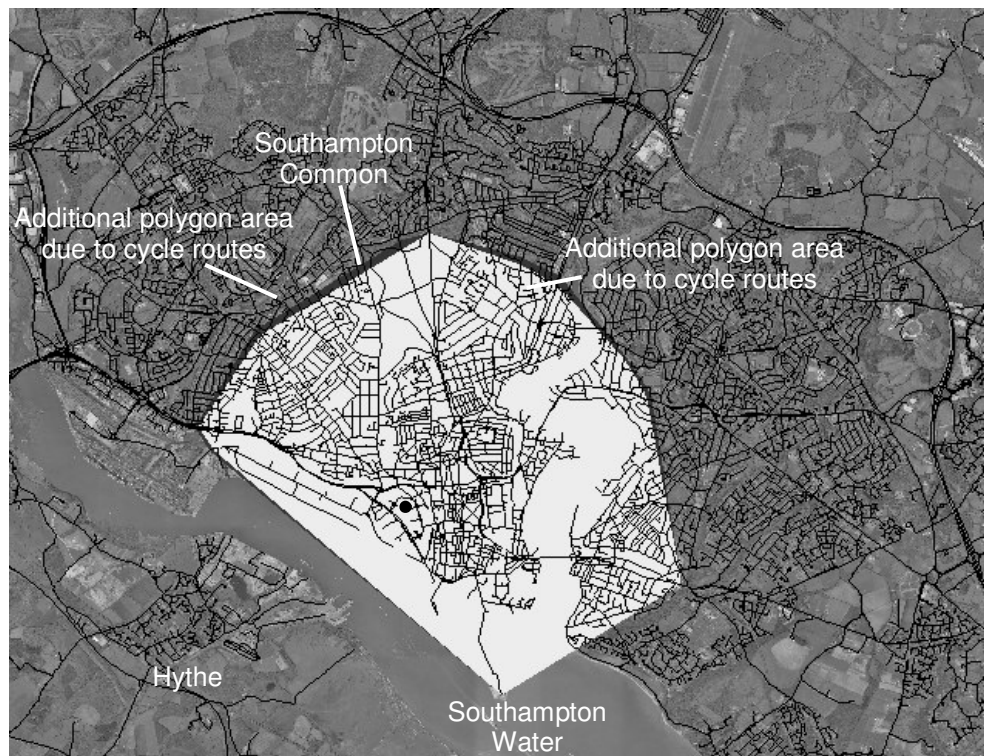 Southampton
Common
Additional polygon area
due to cycle routes
Additional polygon area
due to cycle routes
Hythe
Southampton
Water